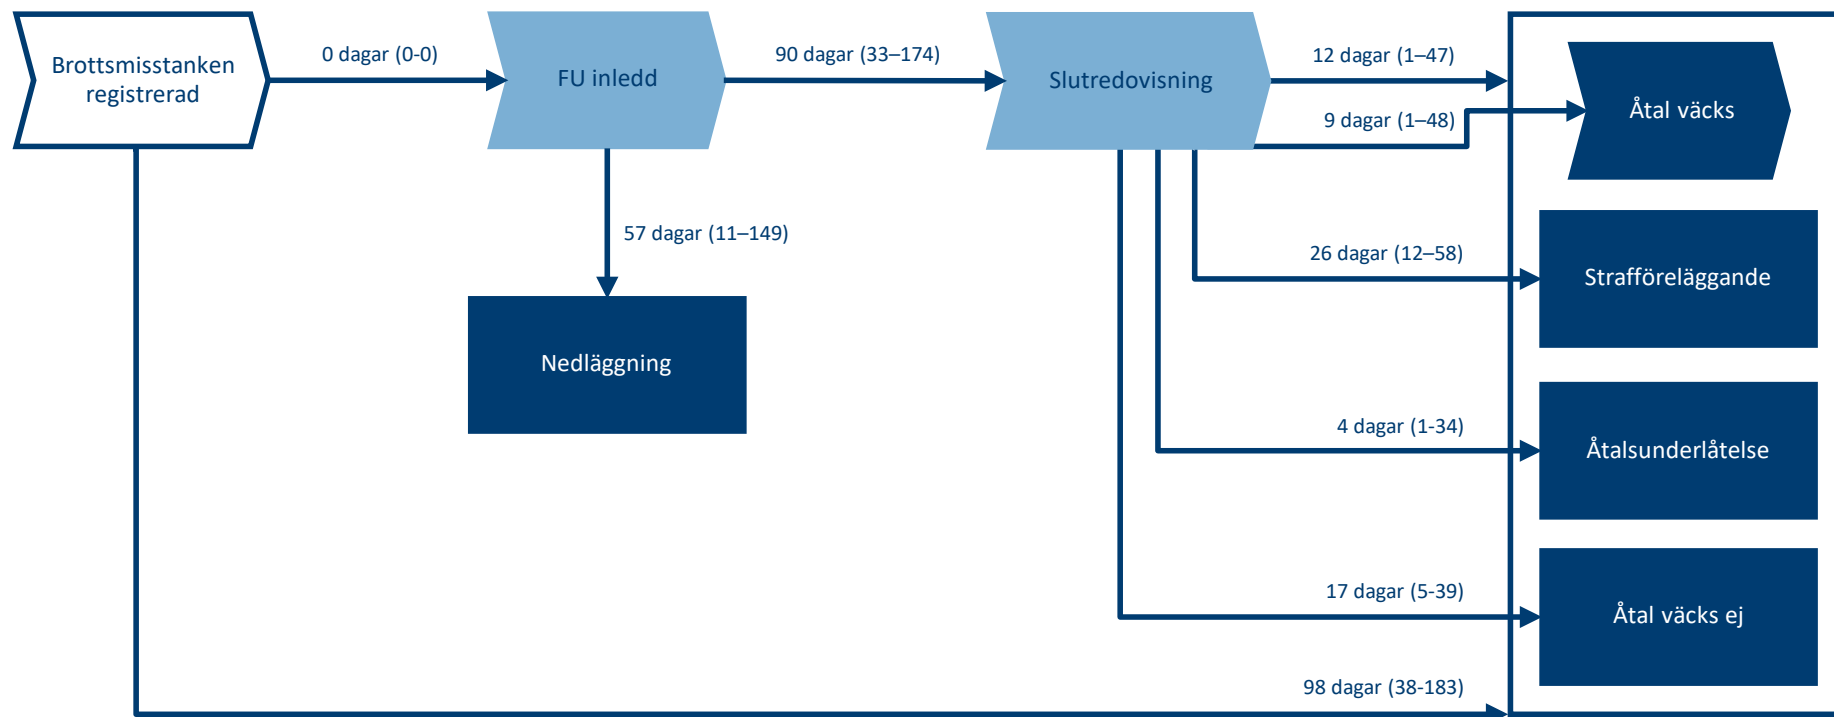 Brottsmisstanken
registrerad
0 dagar (0-0)
FU inledd
90 dagar (33–174)
Slutredovisning
12 dagar (1–47)
9 dagar (1–48)
Åtal väcks
57 dagar (11–149)
26 dagar (12–58)
Strafföreläggande
Nedläggning
4 dagar (1-34)
Åtalsunderlåtelse
17 dagar (5-39)
Åtal väcks ej
98 dagar (38-183)